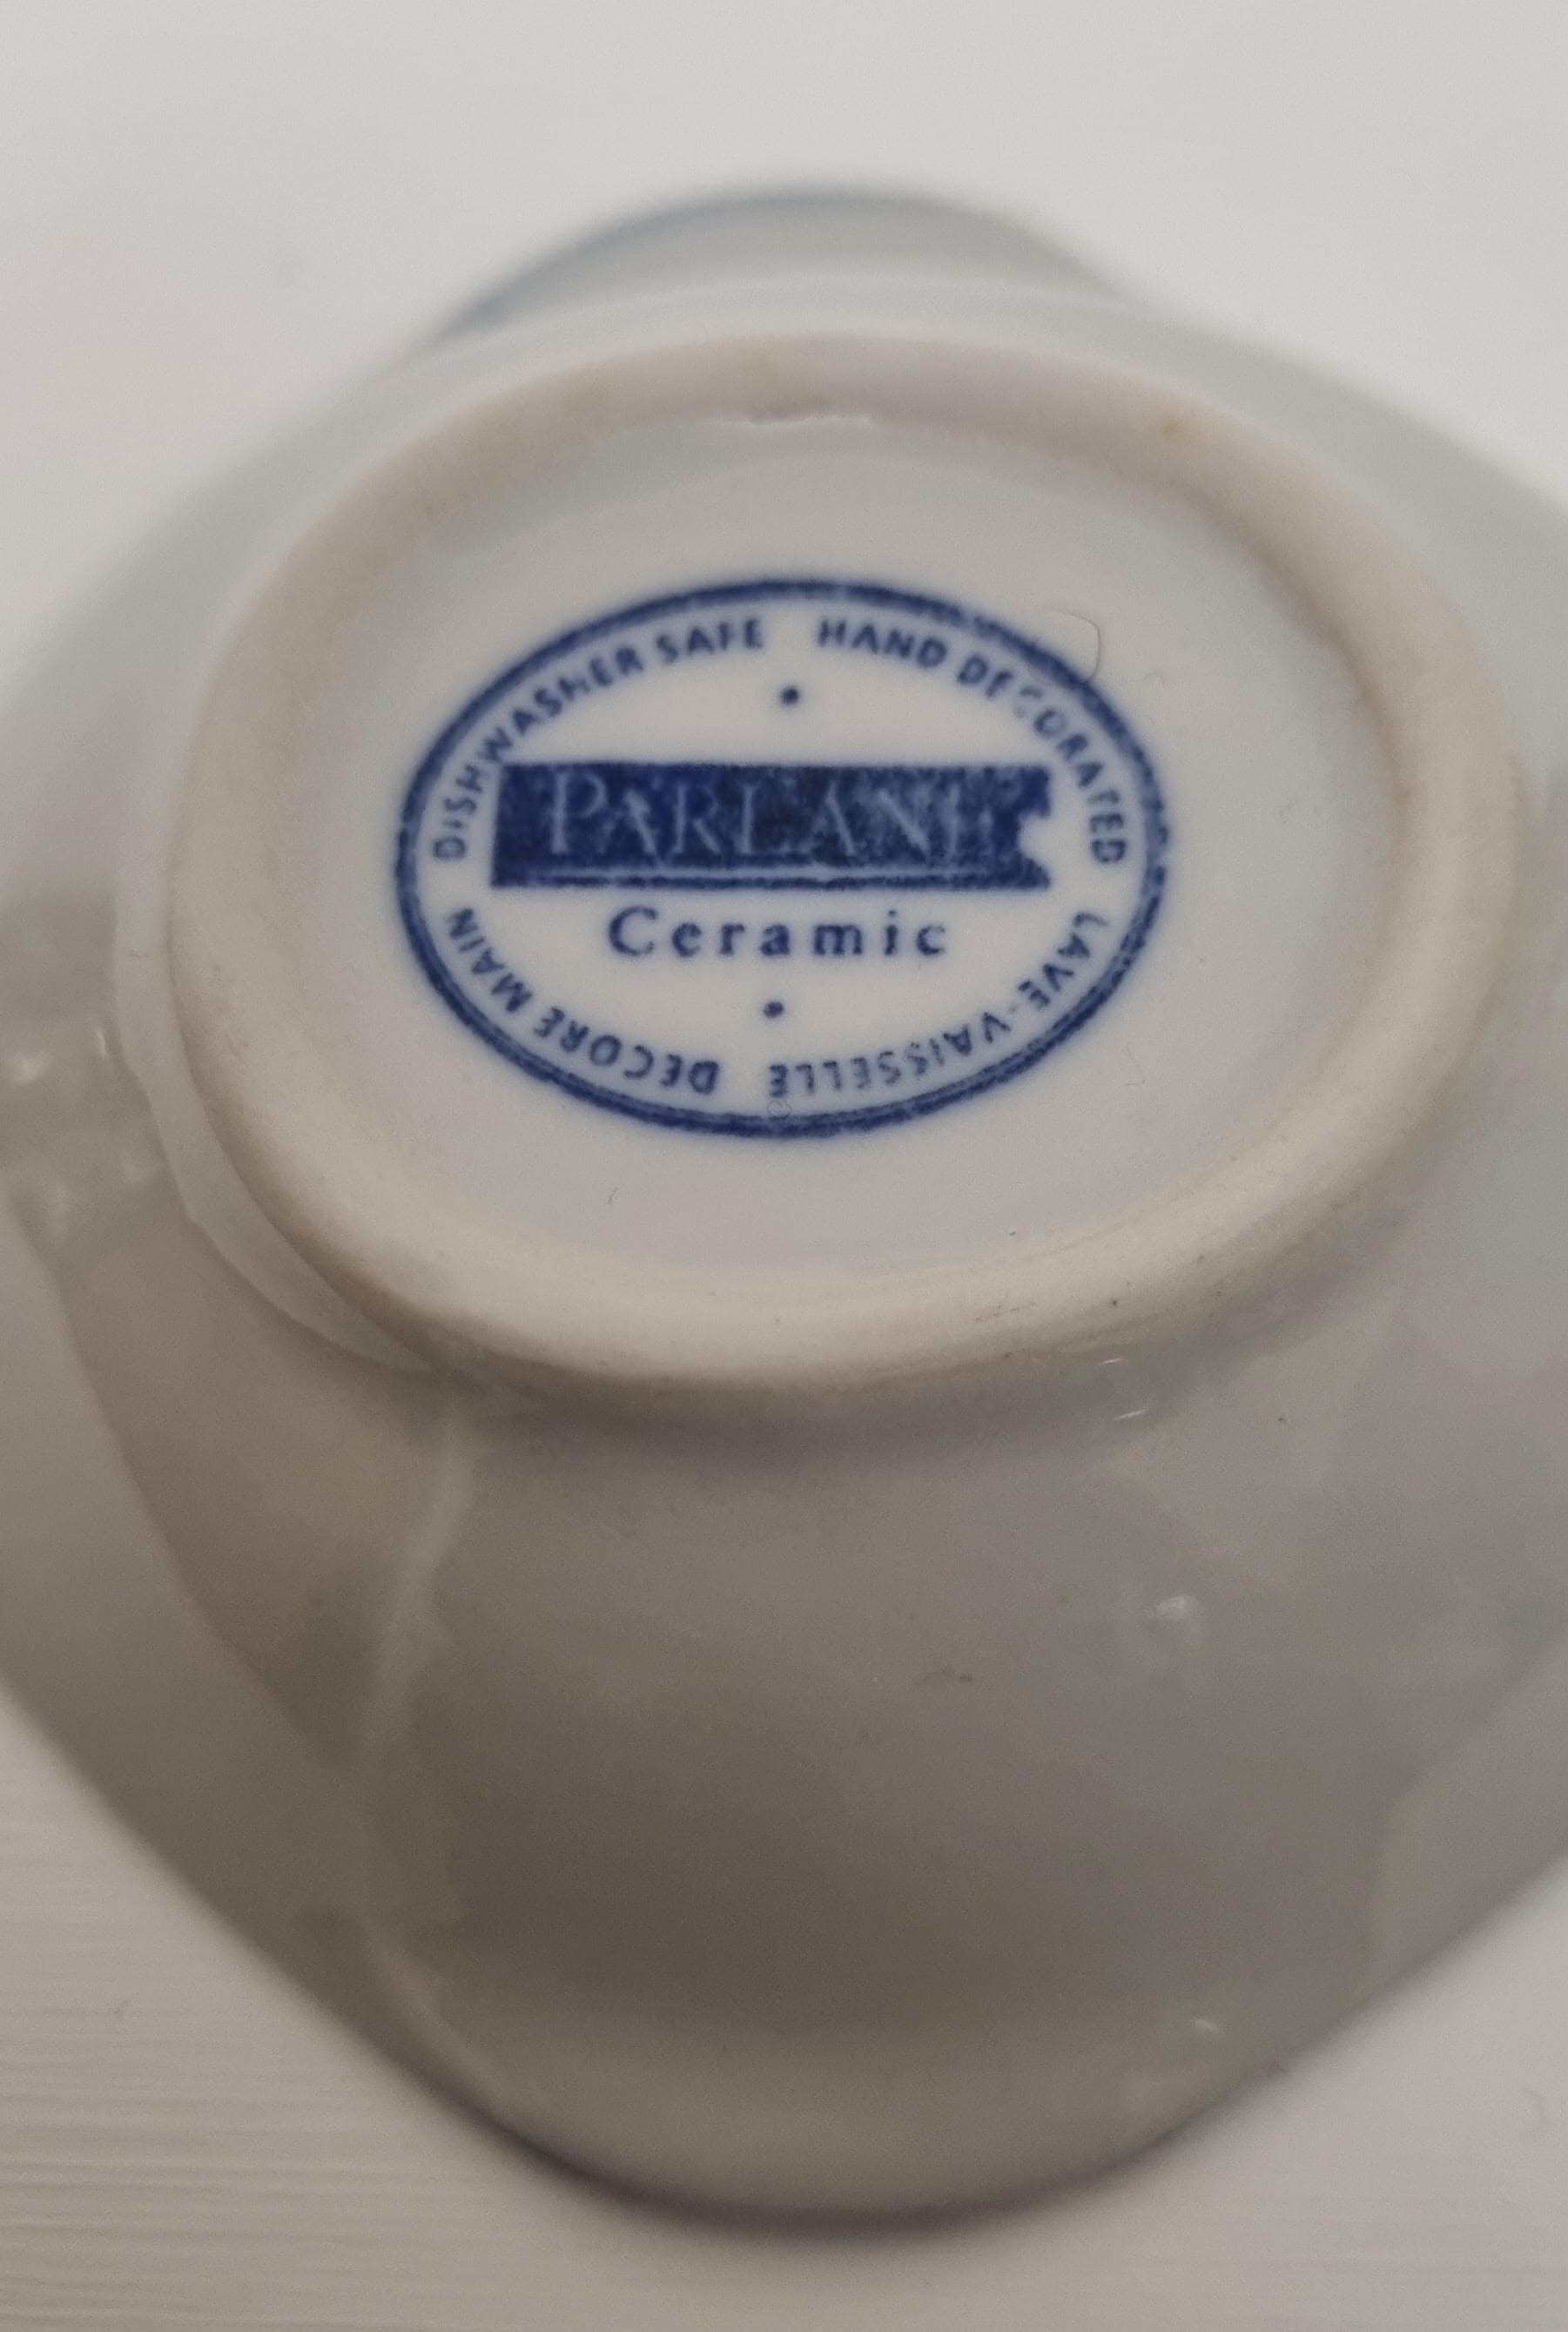 DISHWASHER SAFE HAND DECORATED
PARLANE
Ceramic
LAVE-VAISSELLE DECORE MAIN